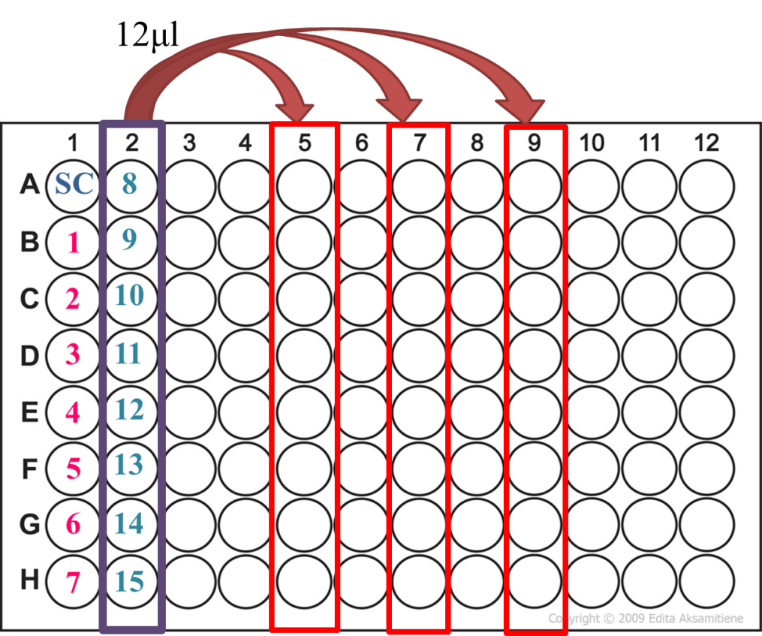 12µl
1 2 3 4 5 6 7 8 9 10 11 12
A SC 8
B 1 9
C 2 10
D 3 11
E 4 12
F 5 13
G 6 14
H 7 15
Copyright © 2009 Edita Aksamitiene